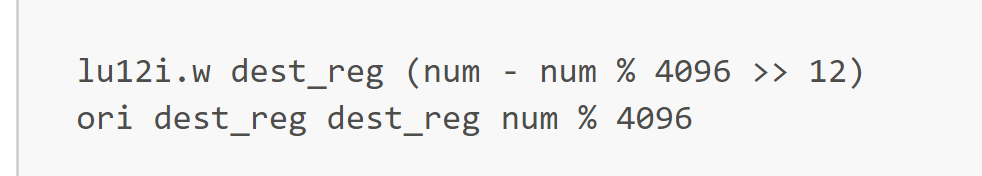 lu12i.w dest_reg (num - num % 4096 >> 12)
ori dest_reg dest_reg num % 4096